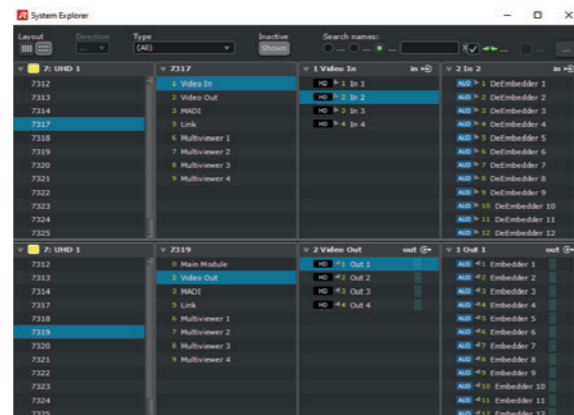 System Explorer
Layout Direction Type Inactive Search names:
... (All) Shown ... ... ... ... ... ...
7: UHD 1 7317 1 Video In in 2 In 2
7312 1 Video In HD 1 In 1 AUD 1 DeEmbedder 1
7313 2 Video Out HD 2 In 2 AUD 2 DeEmbedder 2
7314 3 MADI HD 3 In 3 AUD 3 DeEmbedder 3
7317 5 Link HD 4 In 4 AUD 4 DeEmbedder 4
7318 6 Multiviewer 1 AUD 5 DeEmbedder 5
7319 7 Multiviewer 2 AUD 6 DeEmbedder 6
7320 8 Multiviewer 3 AUD 7 DeEmbedder 7
7321 9 Multiviewer 4 AUD 8 DeEmbedder 8
7322 AUD 9 DeEmbedder 9
7323 AUD 10 DeEmbedder 10
7324 AUD 11 DeEmbedder 11
7325 AUD 12 DeEmbedder 12
7: UHD 1 7319 2 Video Out out 1 Out 1 out
7312 0 Main Module HD 1 Out 1 AUD 1 Embedder 1
7313 2 Video Out HD 2 Out 2 AUD 2 Embedder 2
7314 3 MADI HD 3 Out 3 AUD 3 Embedder 3
7317 5 Link HD 4 Out 4 AUD 4 Embedder 4
7318 6 Multiviewer 1 AUD 5 Embedder 5
7319 7 Multiviewer 2 AUD 6 Embedder 6
7320 8 Multiviewer 3 AUD 7 Embedder 7
7321 9 Multiviewer 4 AUD 8 Embedder 8
7322 AUD 9 Embedder 9
7323 AUD 10 Embedder 10
7324 AUD 11 Embedder 11
7325 AUD 12 Embedder 12